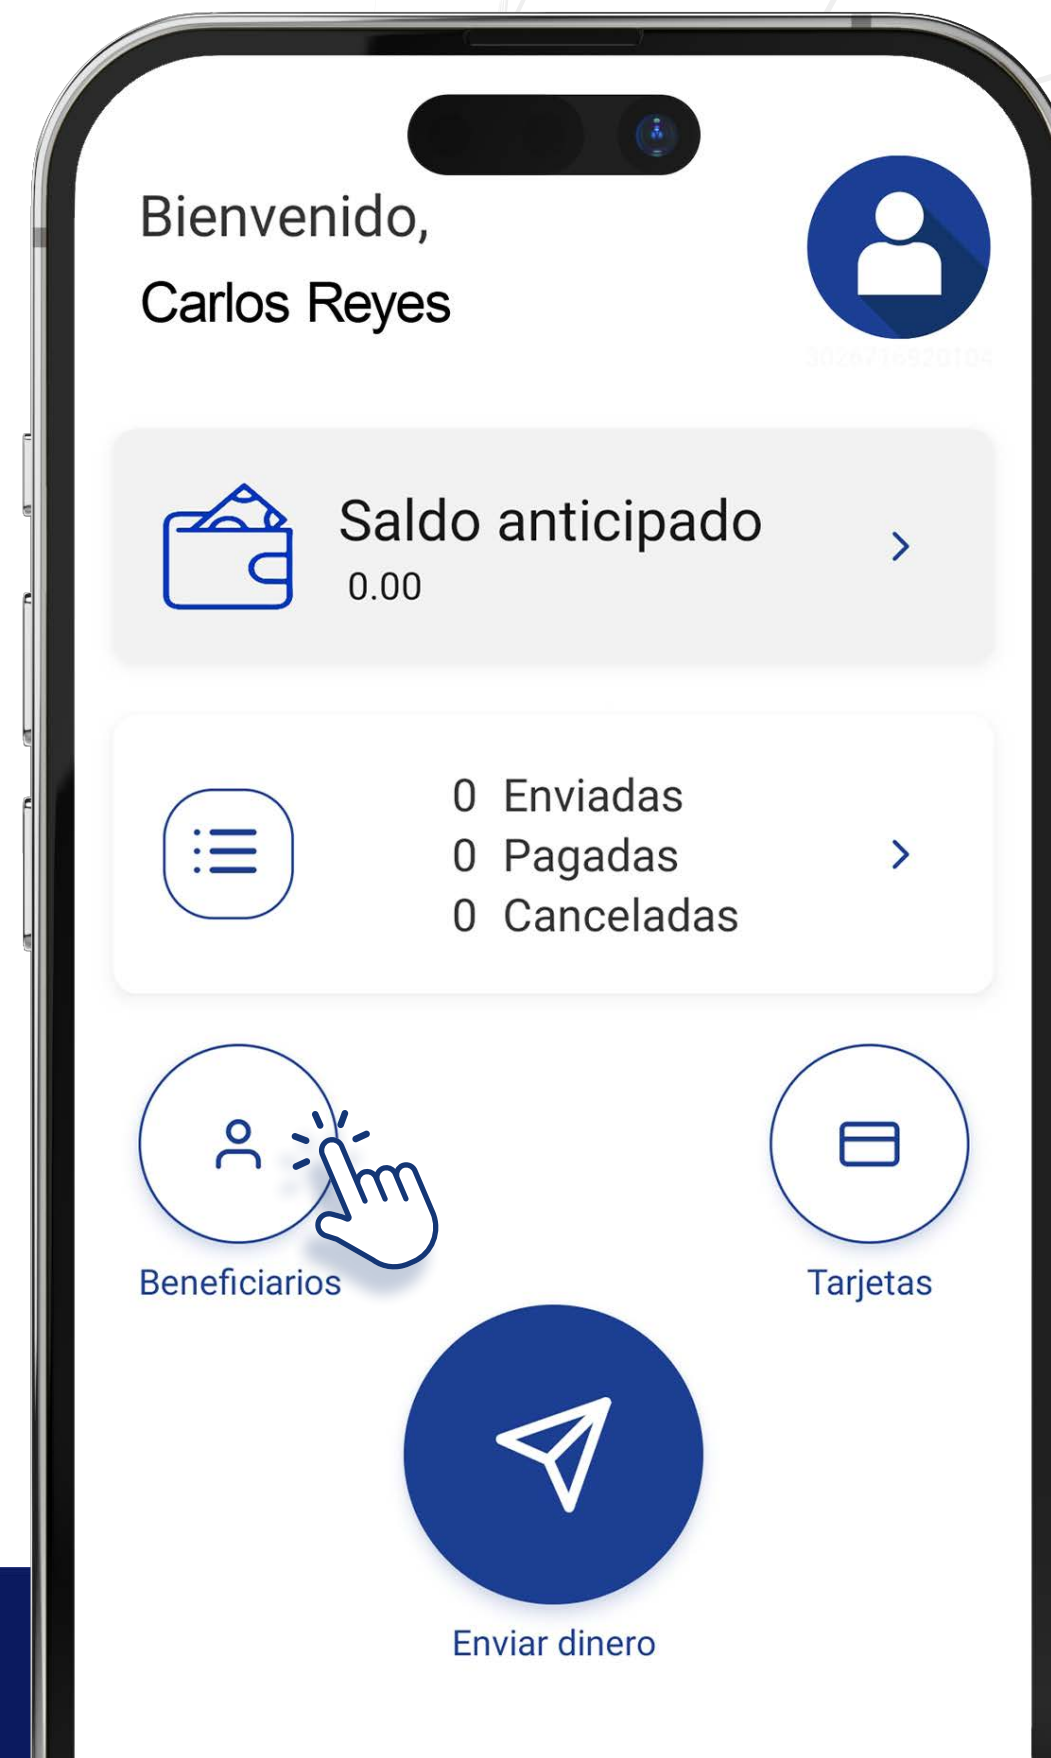 Bienvenido,
Carlos Reyes
Saldo anticipado
0.00
0 Enviadas
0 Pagadas
0 Canceladas
Beneficiarios
Tarjetas
Enviar dinero